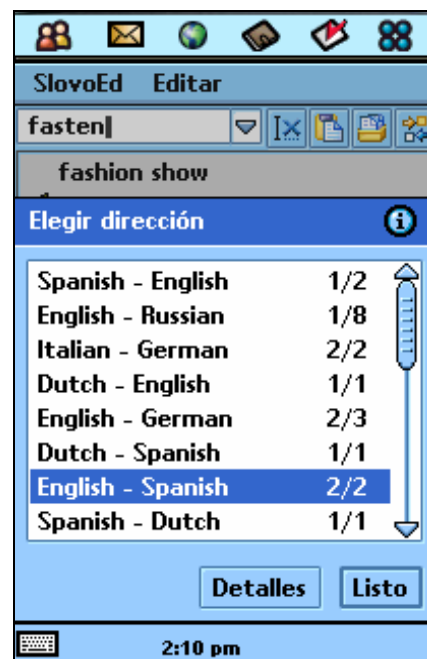 SlovoEd Editar
fasten
fashion show
Elegir dirección
Spanish - English 1/2
English - Russian 1/8
Italian - German 2/2
Dutch - English 1/1
English - German 2/3
Dutch - Spanish 1/1
English - Spanish 2/2
Spanish - Dutch 1/1
Detalles Listo
2:10 pm